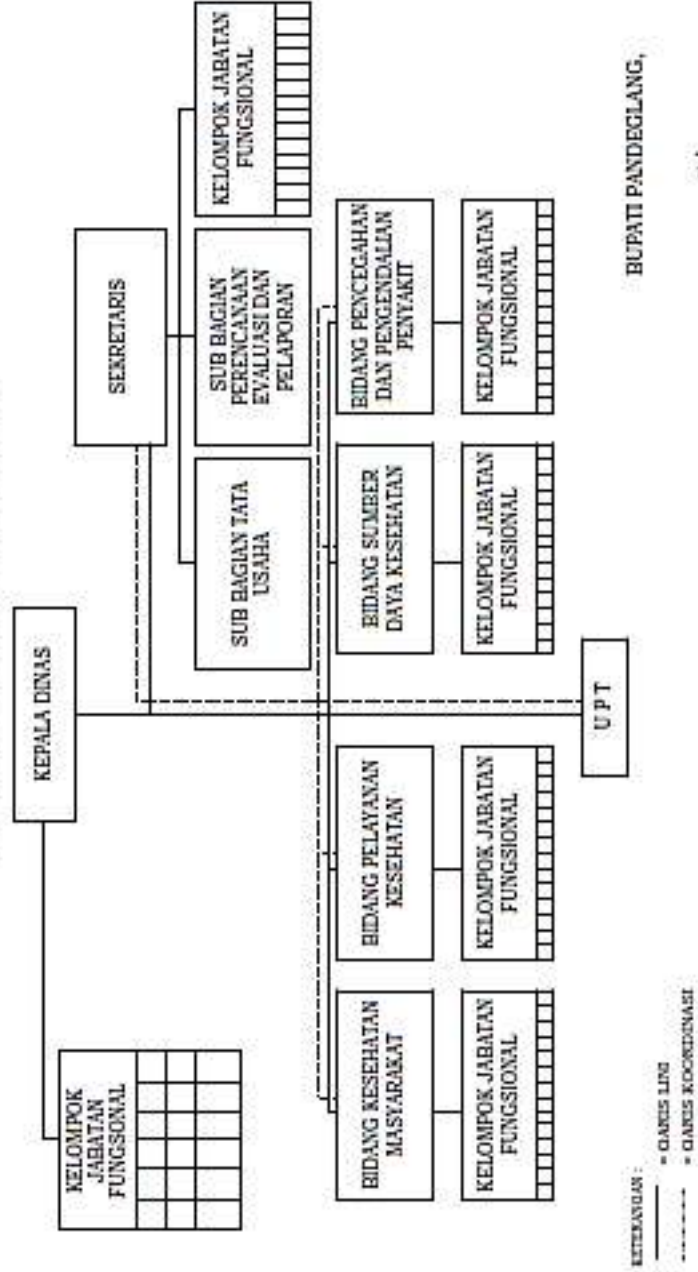 KEPALA DINAS
KELOMPOK
JABATAN
FUNGSONAL
SEKRETARIS
SUB BAGIAN TATA
USAHA
SUB BAGIAN
PERENCANAAN
EVALUASI DAN
PELAPORAN
KELOMPOK JABATAN
FUNGSIONAL
BIDANG KESEHATAN
MASYARAKAT
BIDANG PELAYANAN
KESEHATAN
BIDANG SUMBER
DAYA KESEHATAN
BIDANG PENCEGAHAN
DAN PENGENDALIAN
PENYAKIT
KELOMPOK JABATAN
FUNGSIONAL
KELOMPOK JABATAN
FUNGSIONAL
KELOMPOK JABATAN
FUNGSIONAL
KELOMPOK JABATAN
FUNGSIONAL
UPT
KETERANGAN :
= GARIS LINI
= GARIS KOORDINASI
BUPATI PANDEGLANG,